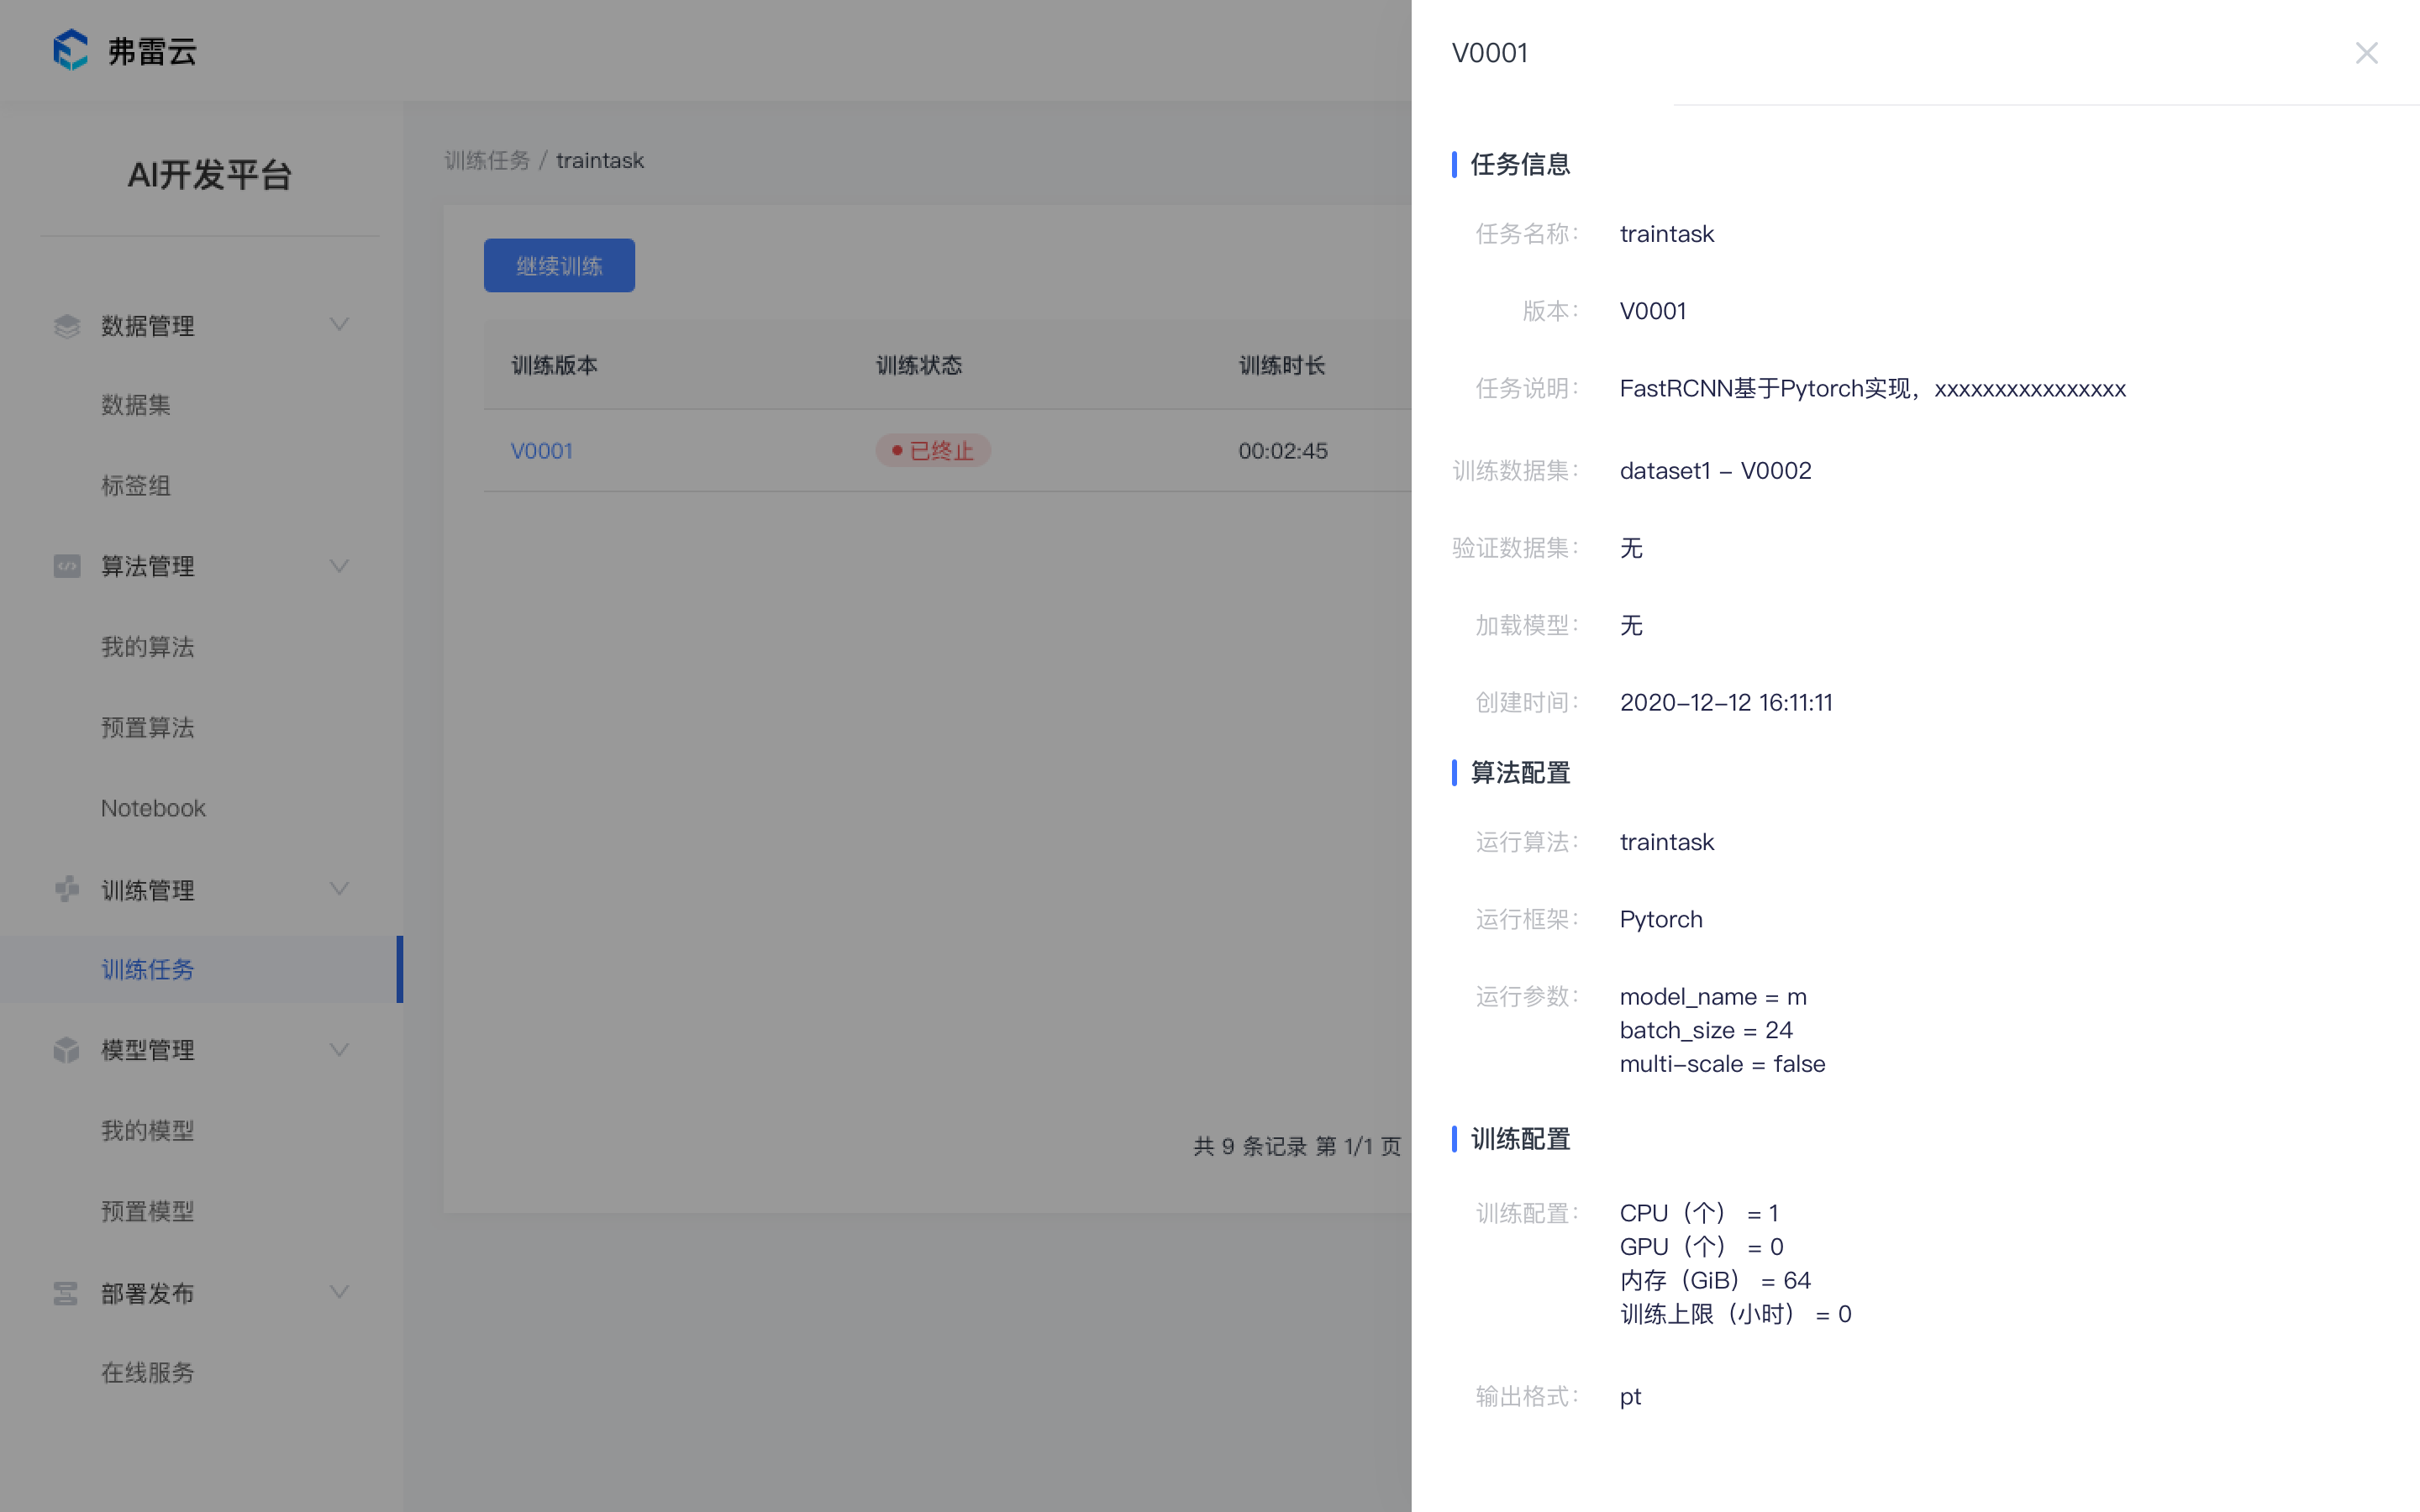 弗雷云
AI开发平台
数据管理
数据集
标签组
算法管理
我的算法
预置算法
Notebook
训练管理
训练任务
模型管理
我的模型
预置模型
部署发布
在线服务
训练任务 / traintask
继续训练
训练版本 训练状态 训练时长
V0001 已终止 00:02:45
共 9 条记录 第 1/1 页
V0001
任务信息
任务名称： traintask
版本： V0001
任务说明： FastRCNN基于Pytorch实现，xxxxxxxxxxxxxxxx
训练数据集： dataset1 – V0002
验证数据集： 无
加载模型： 无
创建时间： 2020–12–12 16:11:11
算法配置
运行算法： traintask
运行框架： Pytorch
运行参数： model_name = m
batch_size = 24
multi–scale = false
训练配置
训练配置： CPU（个） = 1
GPU（个） = 0
内存（GiB） = 64
训练上限（小时） = 0
输出格式： pt